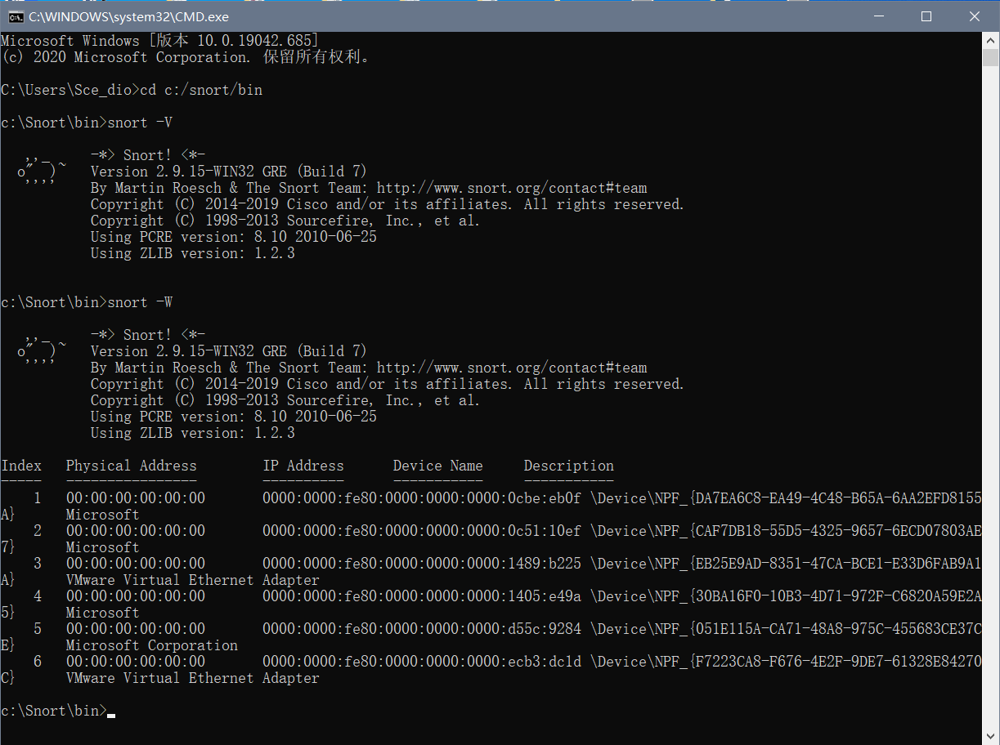 C:\WINDOWS\system32\CMD.exe
Microsoft Windows [版本 10.0.19042.685]
(c) 2020 Microsoft Corporation. 保留所有权利。
C:\Users\Sce_dio>cd c:/snort/bin
c:\Snort\bin>snort -V
   ,,_     -*> Snort! <*-
  o"  )~   Version 2.9.15-WIN32 GRE (Build 7)
   ''''    By Martin Roesch & The Snort Team: http://www.snort.org/contact#team
           Copyright (C) 2014-2019 Cisco and/or its affiliates. All rights reserved.
           Copyright (C) 1998-2013 Sourcefire, Inc., et al.
           Using PCRE version: 8.10 2010-06-25
           Using ZLIB version: 1.2.3
c:\Snort\bin>snort -W
   ,,_     -*> Snort! <*-
  o"  )~   Version 2.9.15-WIN32 GRE (Build 7)
   ''''    By Martin Roesch & The Snort Team: http://www.snort.org/contact#team
           Copyright (C) 2014-2019 Cisco and/or its affiliates. All rights reserved.
           Copyright (C) 1998-2013 Sourcefire, Inc., et al.
           Using PCRE version: 8.10 2010-06-25
           Using ZLIB version: 1.2.3
Index   Physical Address        IP Address      Device Name     Description
-----   ----------------        ----------      -----------     -----------
    1   00:00:00:00:00:00       0000:0000:fe80:0000:0000:0000:0cbe:eb0f \Device\NPF_{DA7EA6C8-EA49-4C48-B65A-6AA2EFD8155
A}      Microsoft
    2   00:00:00:00:00:00       0000:0000:fe80:0000:0000:0000:0c51:10ef \Device\NPF_{CAF7DB18-55D5-4325-9657-6ECD07803AE
7}      Microsoft
    3   00:00:00:00:00:00       0000:0000:fe80:0000:0000:0000:1489:b225 \Device\NPF_{EB25E9AD-8351-47CA-BCE1-E33D6FAB9A1
A}      VMware Virtual Ethernet Adapter
    4   00:00:00:00:00:00       0000:0000:fe80:0000:0000:0000:1405:e49a \Device\NPF_{30BA16F0-10B3-4D71-972F-C6820A59E2A
5}      Microsoft
    5   00:00:00:00:00:00       0000:0000:fe80:0000:0000:0000:d55c:9284 \Device\NPF_{051E115A-CA71-48A8-975C-455683CE37C
E}      Microsoft Corporation
    6   00:00:00:00:00:00       0000:0000:fe80:0000:0000:0000:ecb3:dc1d \Device\NPF_{F7223CA8-F676-4E2F-9DE7-61328E84270
C}      VMware Virtual Ethernet Adapter
c:\Snort\bin>